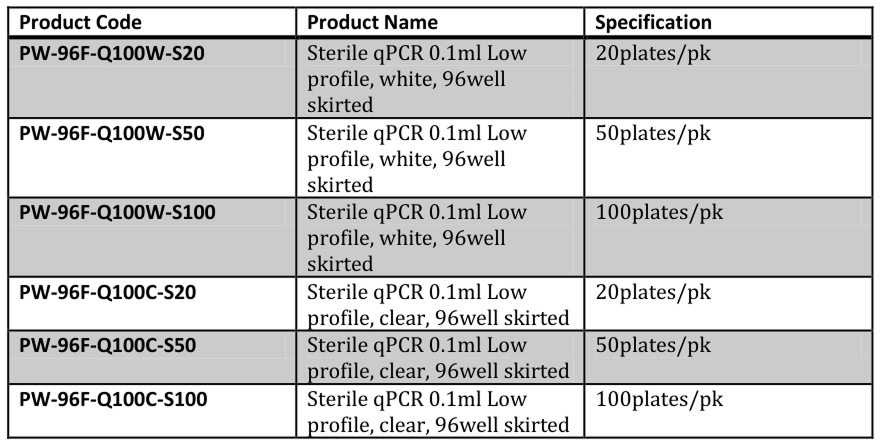 Product Code Product Name Specification
PW-96F-Q100W-S20 Sterile qPCR 0.1ml Low 20plates/pk
profile, white, 96well
skirted
PW-96F-Q100W-S50 Sterile qPCR 0.1ml Low 50plates/pk
profile, white, 96well
skirted
PW-96F-Q100W-S100 Sterile qPCR 0.1ml Low 100plates/pk
profile, white, 96well
skirted
PW-96F-Q100C-S20 Sterile qPCR 0.1ml Low 20plates/pk
profile, clear, 96well skirted
PW-96F-Q100C-S50 Sterile qPCR 0.1ml Low 50plates/pk
profile, clear, 96well skirted
PW-96F-Q100C-S100 Sterile qPCR 0.1ml Low 100plates/pk
profile, clear, 96well skirted